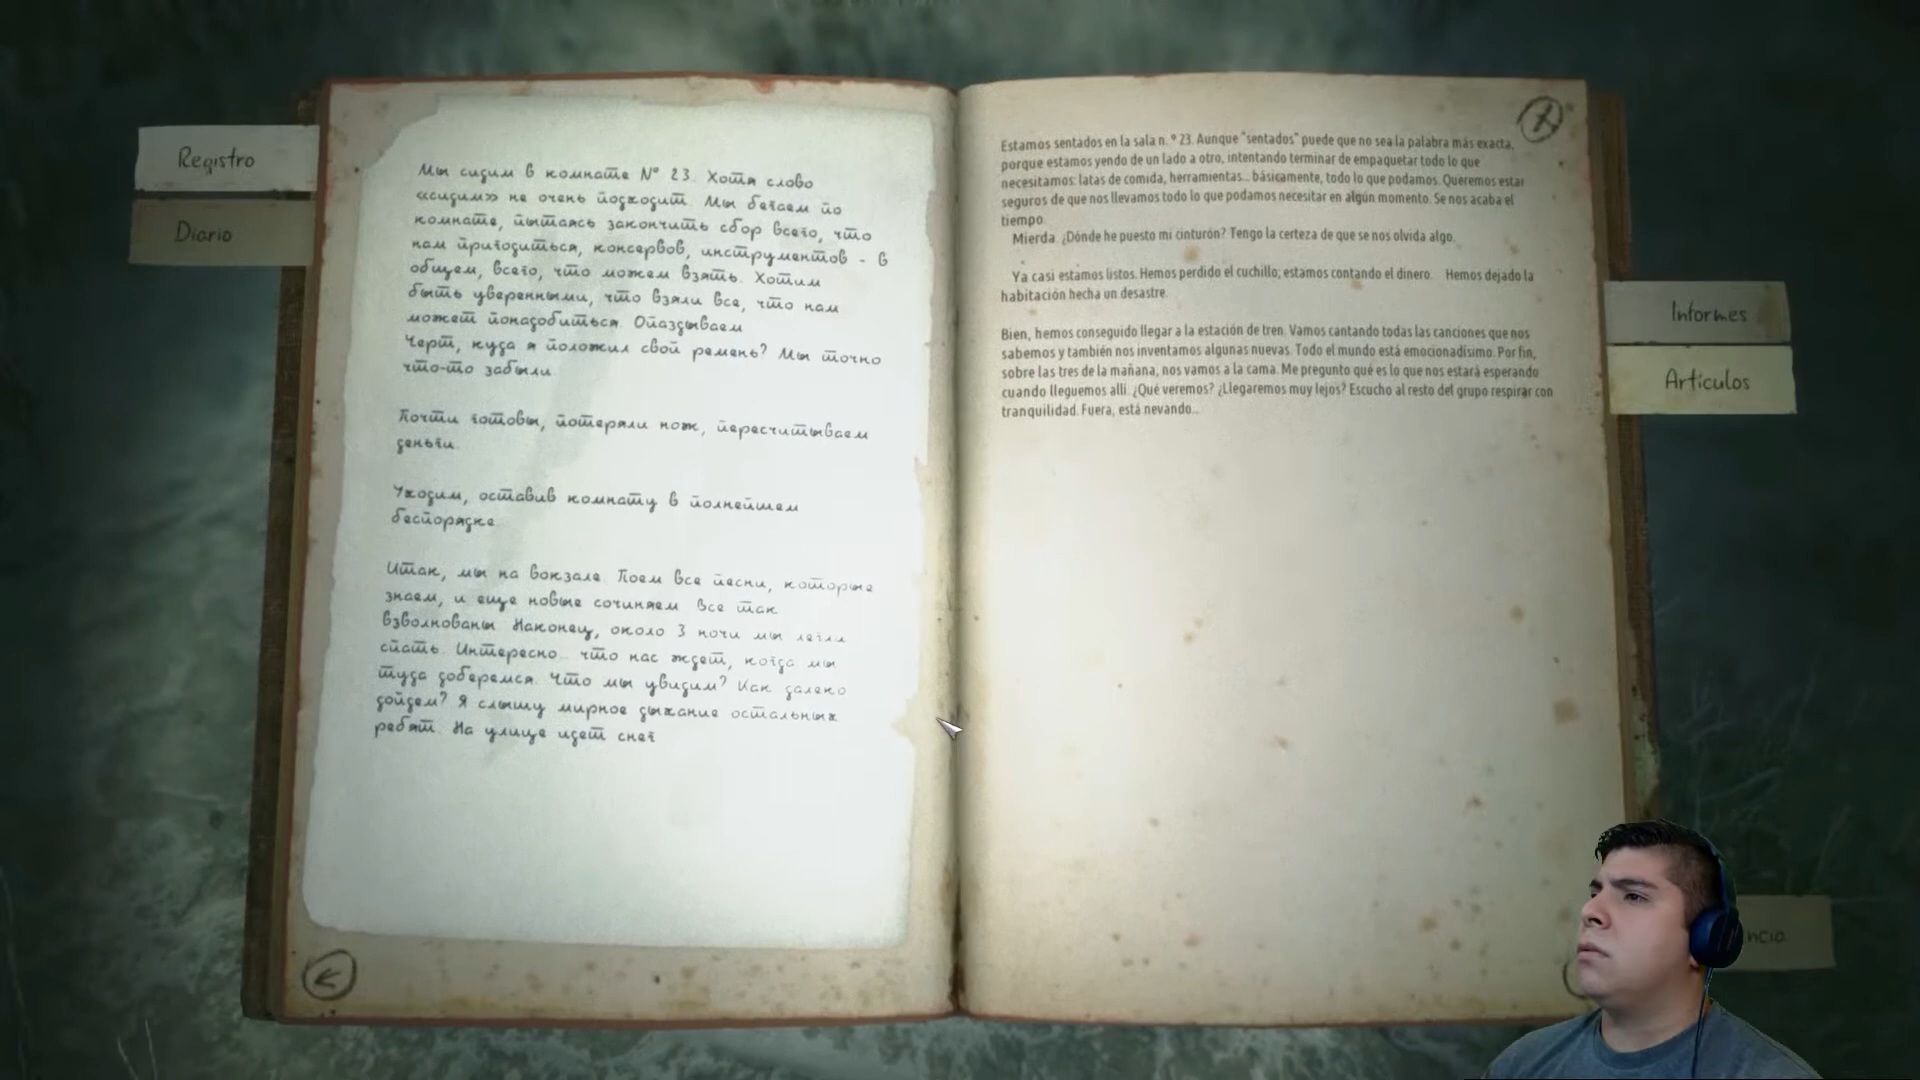 Registro
Diario
Мы сидим в комнате № 23. Хотя слово
«сидим» не очень подходит. Мы бегаем по
комнате, пытаясь закончить сбор всего, что
нам пригодиться, консервов, инструментов - в
общем, всего, что можем взять. Хотим
быть уверенными, что взяли все, что нам
может понадобиться. Опаздываем
Черт, куда я положил свой ремень? Мы точно
что-то забыли
Почти готовы, потеряли нож, пересчитываем
деньги.
Уходим, оставив комнату в полнейшем
беспорядке
Итак, мы на вокзале. Поем все песни, которые
знаем, и еще новые сочиняем. Все так
взволнованы. Наконец, около 3 ночи мы легли
спать. Интересно... что нас ждет, когда мы
туда доберемся. Что мы увидим? Как далеко
дойдем? Я слышу мирное дыхание остальных
ребят. На улице идет снег
Estamos sentados en la sala n. º 23. Aunque "sentados" puede que no sea la palabra más exacta,
porque estamos yendo de un lado a otro, intentando terminar de empaquetar todo lo que
necesitamos: latas de comida, herramientas... básicamente, todo lo que podamos. Queremos estar
seguros de que nos llevamos todo lo que podamos necesitar en algún momento. Se nos acaba el
tiempo.
Mierda. ¿Dónde he puesto mi cinturón? Tengo la certeza de que se nos olvida algo.
Ya casi estamos listos. Hemos perdido el cuchillo; estamos contando el dinero. Hemos dejado la
habitación hecha un desastre.
Bien, hemos conseguido llegar a la estación de tren. Vamos cantando todas las canciones que nos
sabemos y también nos inventamos algunas nuevas. Todo el mundo está emocionadísimo. Por fin,
sobre las tres de la mañana, nos vamos a la cama. Me pregunto qué es lo que nos estará esperando
cuando lleguemos allí. ¿Qué veremos? ¿Llegaremos muy lejos? Escucho al resto del grupo respirar con
tranquilidad. Fuera, está nevando...
Informes
Artículos